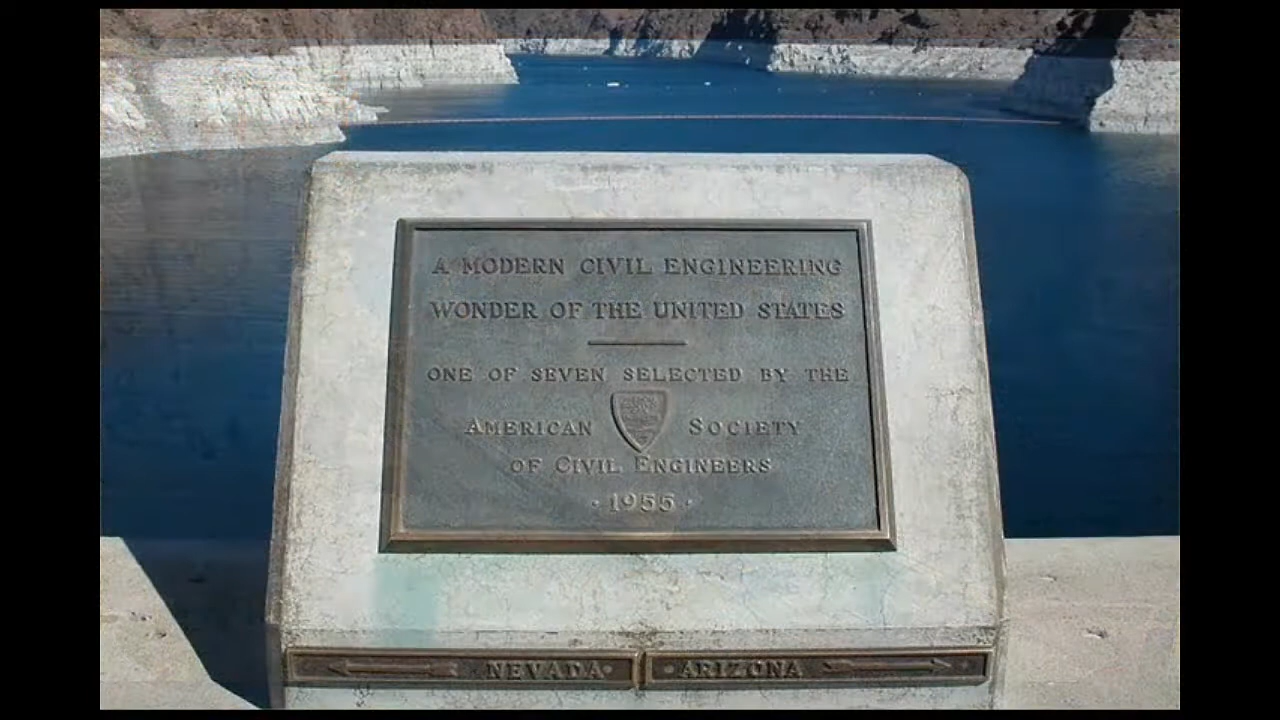 A MODERN CIVIL ENGINEERING
WONDER OF THE UNITED STATES
ONE OF SEVEN SELECTED BY THE
AMERICAN SOCIETY
OF CIVIL ENGINEERS
· 1955 ·
NEVADA ARIZONA